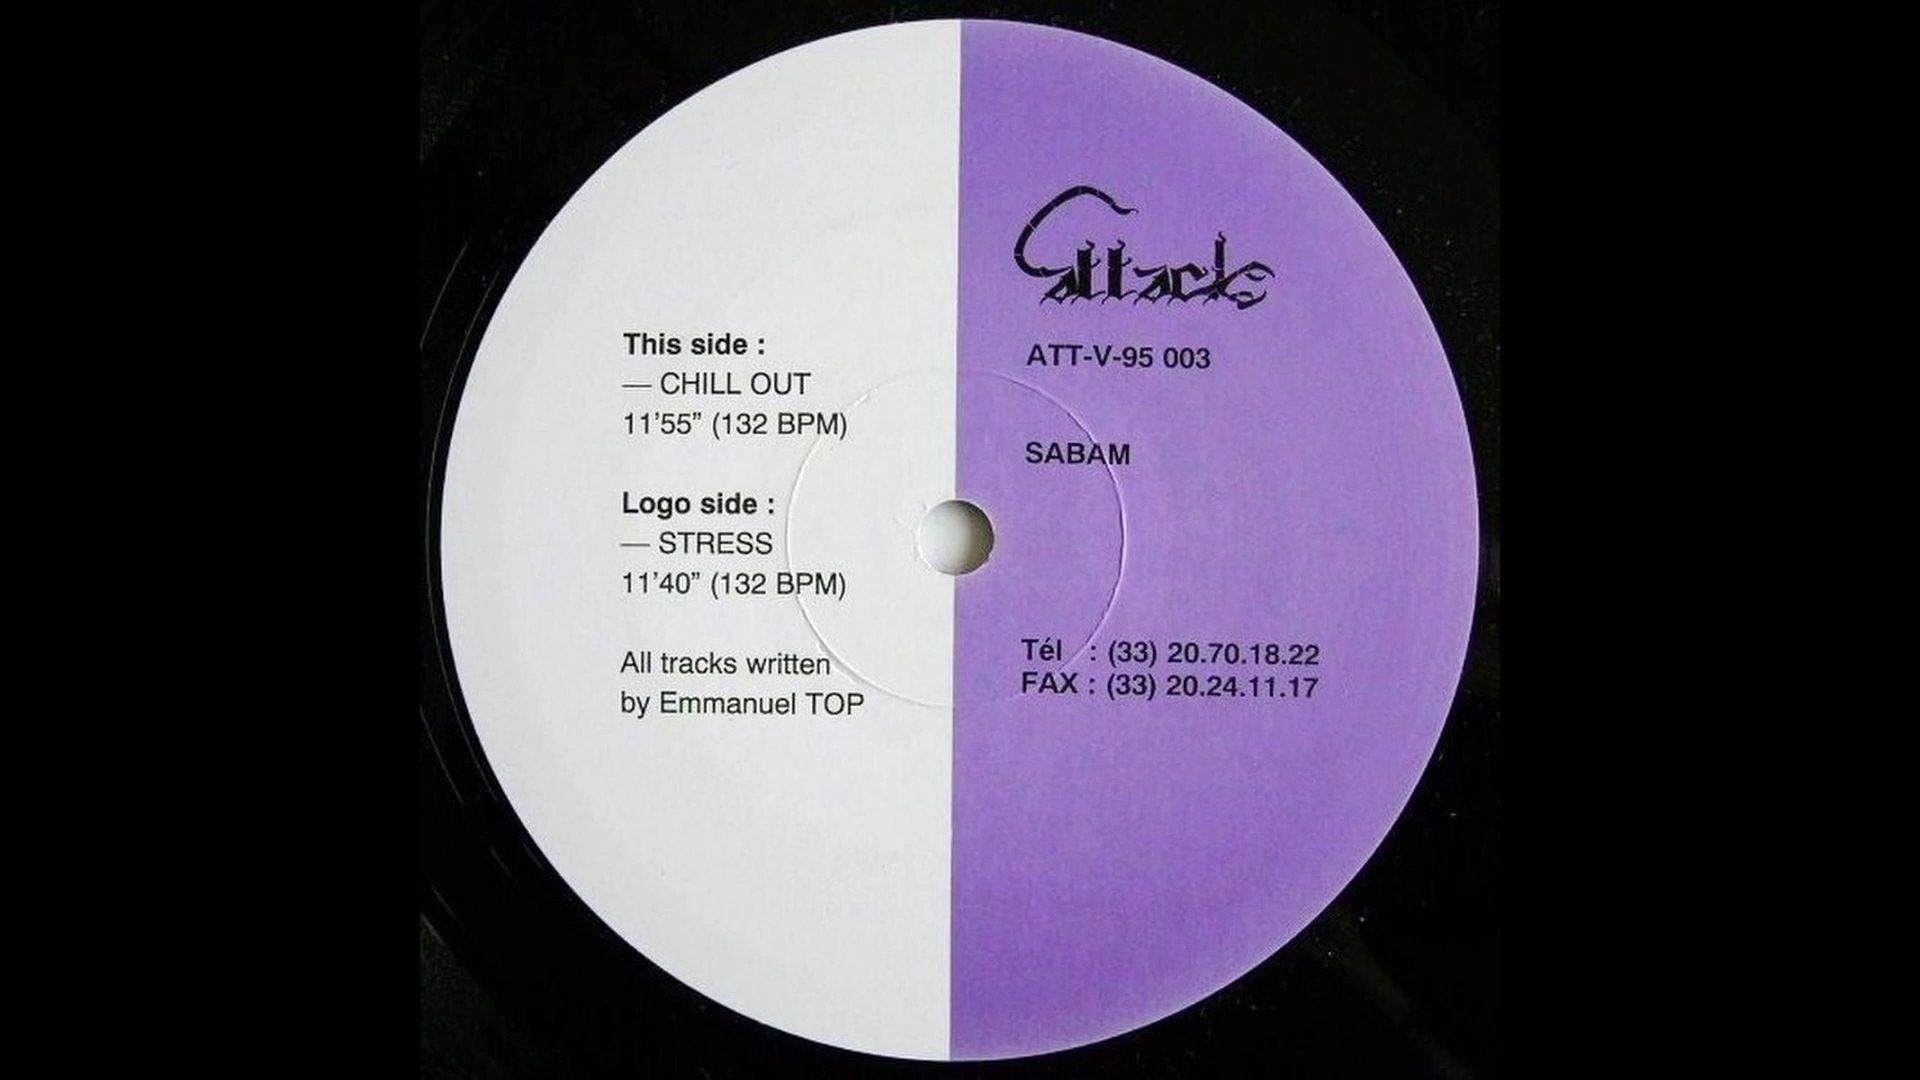 This side :
— CHILL OUT
11’55” (132 BPM)
Logo side :
— STRESS
11’40” (132 BPM)
All tracks written
by Emmanuel TOP
attack
ATT-V-95 003
SABAM
Tél : (33) 20.70.18.22
FAX : (33) 20.24.11.17